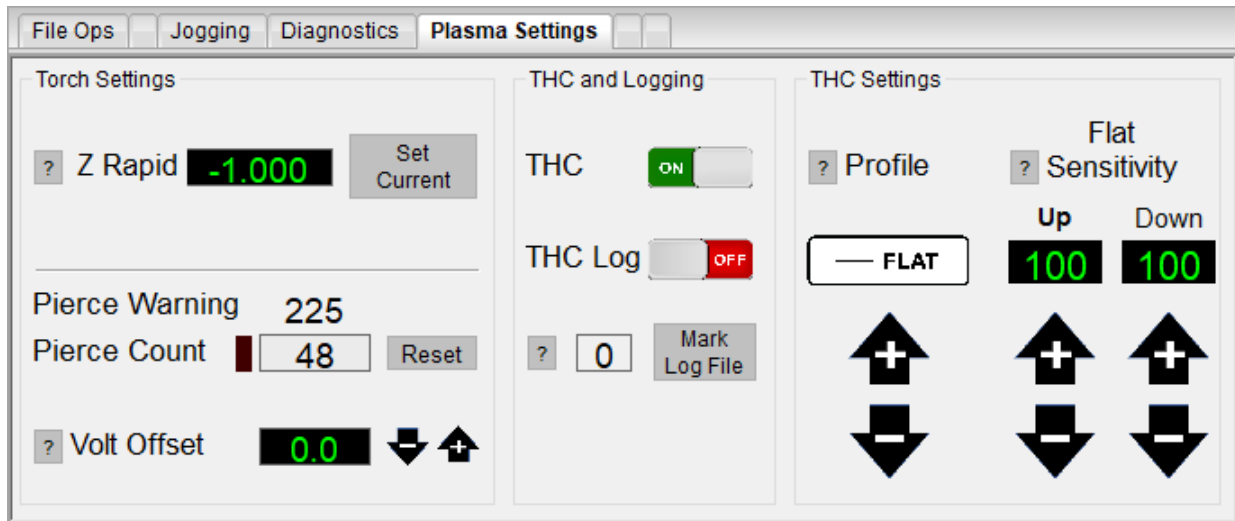 File Ops Jogging Diagnostics Plasma Settings
Torch Settings
? Z Rapid -1.000 Set Current
Pierce Warning 225
Pierce Count 48 Reset
? Volt Offset 0.0 − +
THC and Logging
THC ON
THC Log OFF
? 0 Mark Log File
THC Settings
? Profile ? Flat Sensitivity
Up Down
— FLAT 100 100
+ + +
− − −